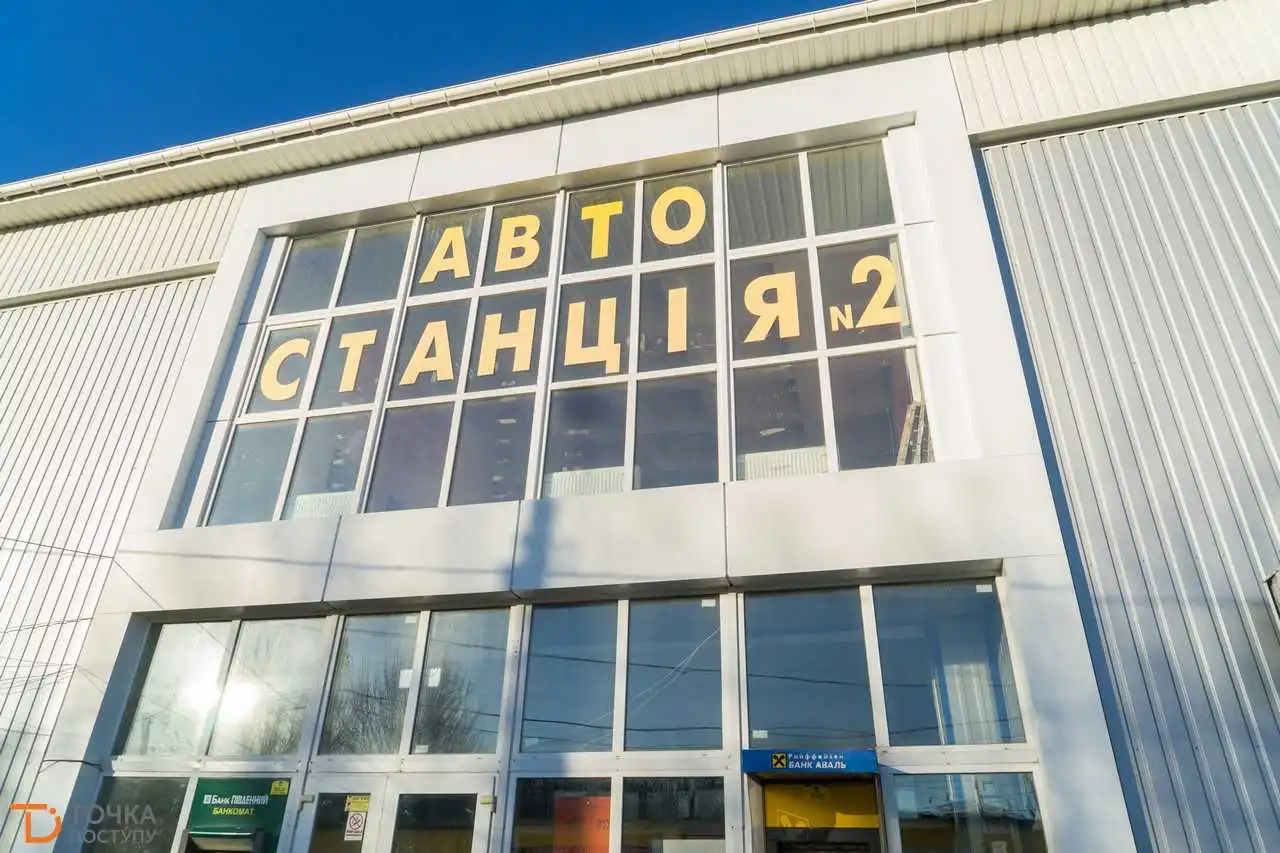 АВТО
СТАНЦІЯ №2
Райффайзен
БАНК АВАЛЬ
БАНК ПІВДЕННИЙ
БАНКОМАТ
ТОЧКА
ДОСТУПУ